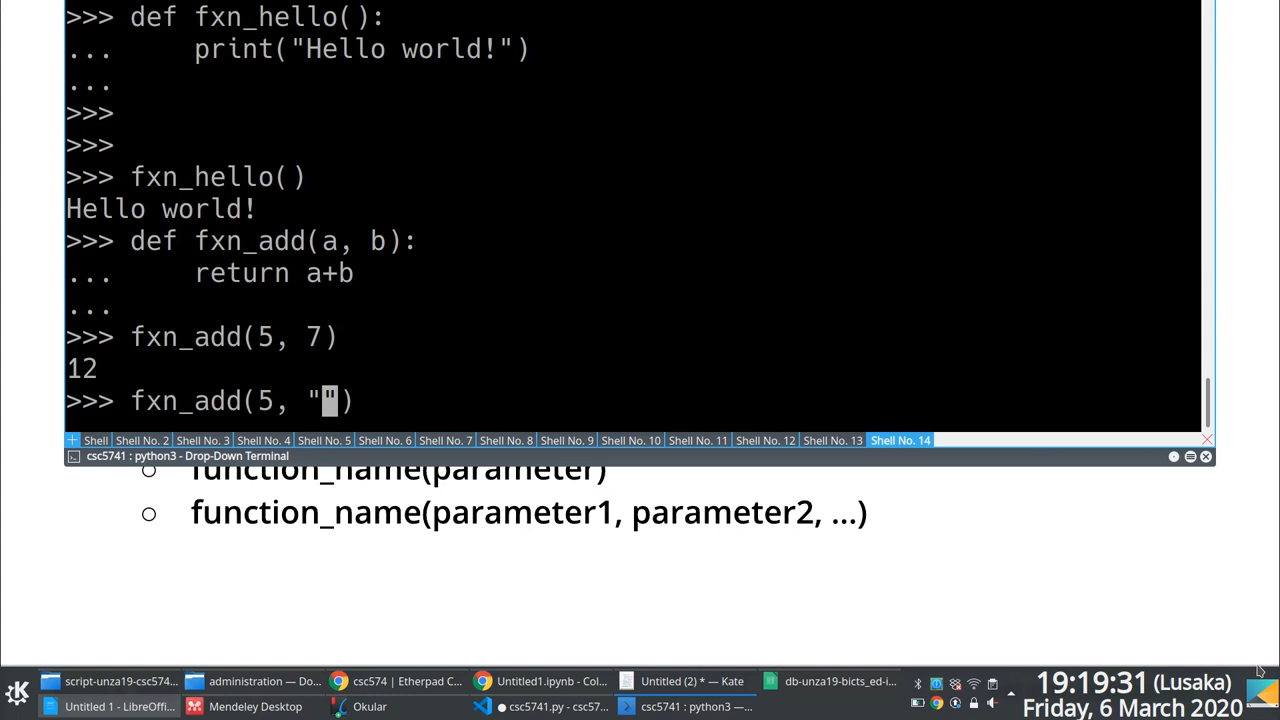 >>> def fxn_hello():
...     print("Hello world!")
...
>>>
>>>
>>> fxn_hello()
Hello world!
>>> def fxn_add(a, b):
...     return a+b
...
>>> fxn_add(5, 7)
12
>>> fxn_add(5, "")
Shell Shell No. 2 Shell No. 3 Shell No. 4 Shell No. 5 Shell No. 6 Shell No. 7 Shell No. 8 Shell No. 9 Shell No. 10 Shell No. 11 Shell No. 12 Shell No. 13 Shell No. 14
csc5741 : python3 - Drop-Down Terminal
○ function_name(parameter)
○ function_name(parameter1, parameter2, ...)
script-unza19-csc574... administration — Do... csc574 | Etherpad C... Untitled1.ipynb - Col... Untitled (2) * — Kate db-unza19-bicts_ed-i...
Untitled 1 - LibreOffi... Mendeley Desktop Okular ● csc5741.py - csc57... csc5741 : python3 —...
19:19:31 (Lusaka)
Friday, 6 March 2020